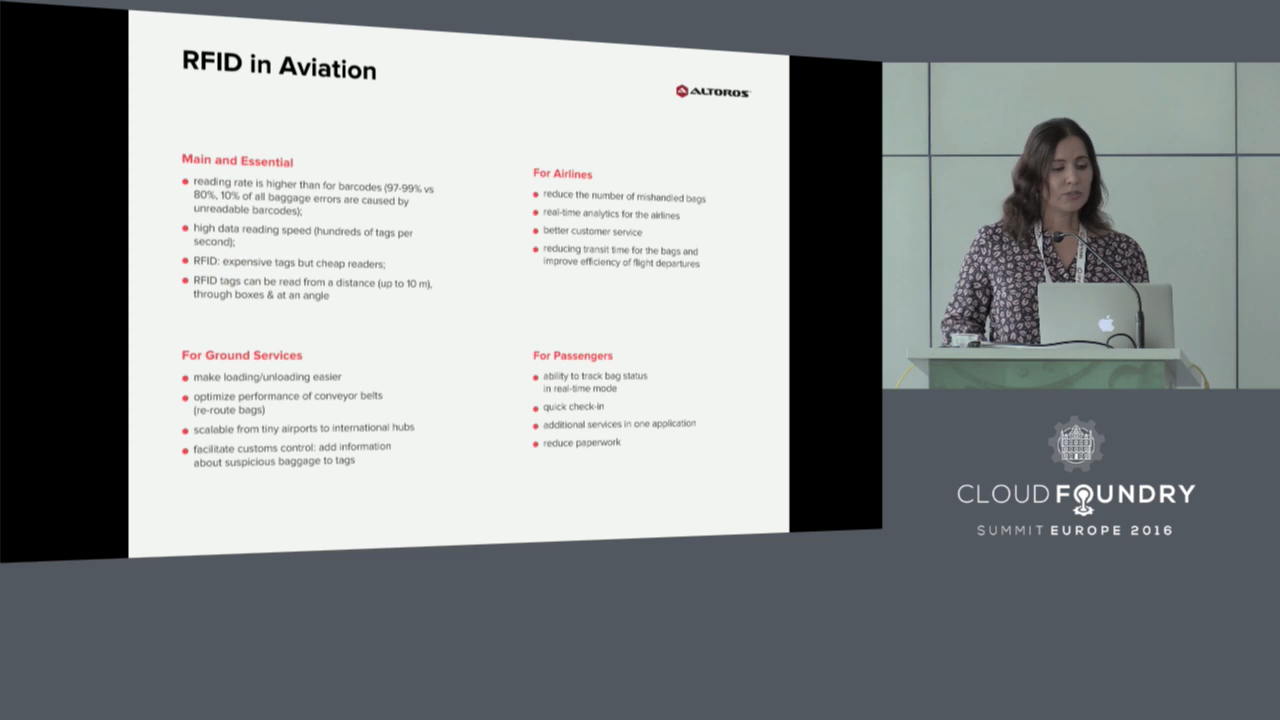 RFID in Aviation
ALTOROS
Main and Essential
reading rate is higher than for barcodes (97-99% vs
80%, 10% of all baggage errors are caused by
unreadable barcodes);
high data reading speed (hundreds of tags per
second);
RFID: expensive tags but cheap readers;
RFID tags can be read from a distance (up to 10 m),
through boxes & at an angle
For Airlines
reduce the number of mishandled bags
real-time analytics for the airlines
better customer service
reducing transit time for the bags and
improve efficiency of flight departures
For Ground Services
make loading/unloading easier
optimize performance of conveyor belts
(re-route bags)
scalable from tiny airports to international hubs
facilitate customs control: add information
about suspicious baggage to tags
For Passengers
ability to track bag status
in real-time mode
quick check-in
additional services in one application
reduce paperwork
CLOUD FOUNDRY
SUMMIT EUROPE 2016